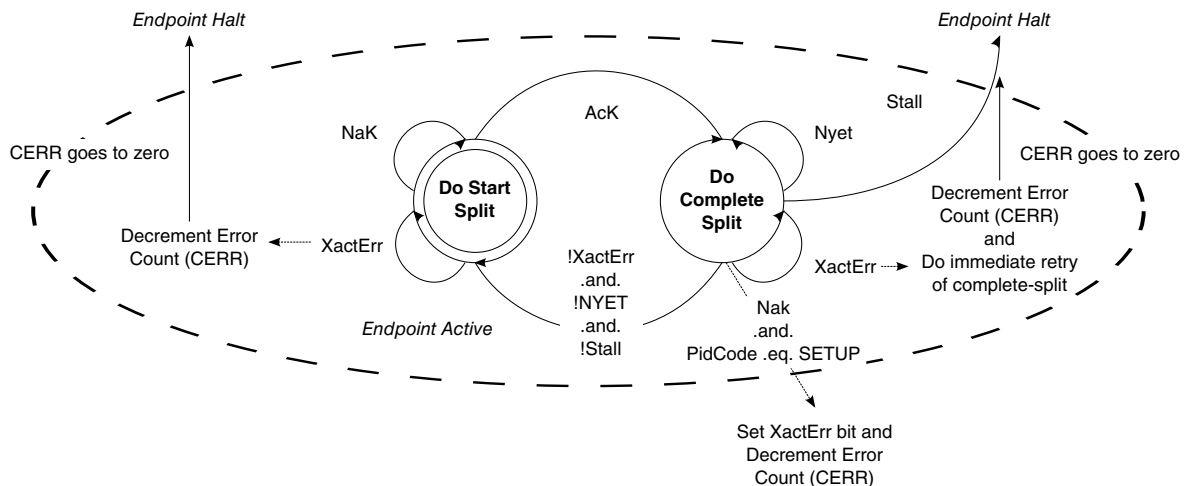 Endpoint Halt
Endpoint Halt
AcK
Stall
NaK
Nyet
CERR goes to zero
CERR goes to zero
Do Start
Split
Do
Complete
Split
Decrement Error
Count (CERR)
XactErr
!XactErr
.and.
!NYET
.and.
!Stall
XactErr
Decrement Error
Count (CERR)
and
Do immediate retry
of complete-split
Endpoint Active
Nak
.and.
PidCode .eq. SETUP
Set XactErr bit and
Decrement Error
Count (CERR)